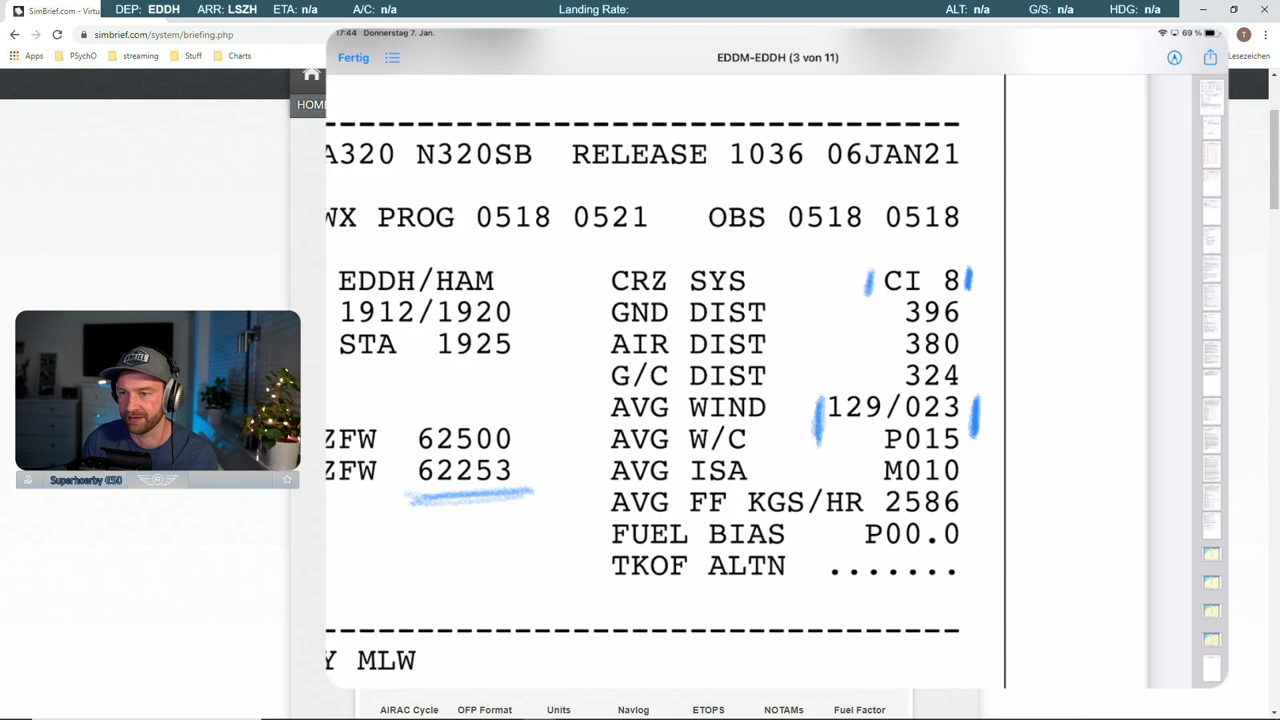 SimBrief.com - Virtu
DEP: EDDH ARR: LSZH ETA: n/a A/C: n/a Landing Rate: ALT: n/a G/S: n/a HDG: n/a
simbrief.com/system/briefing.php
T
Apps PSychO streaming Stuff Charts
Lesezeichen
17:44 Donnerstag 7. Jan.
69 %
Fertig
EDDM-EDDH (3 von 11)
HOME
A320 N320SB RELEASE 1036 06JAN21
WX PROG 0518 0521 OBS 0518 0518
EDDH/HAM CRZ SYS CI 8
1912/1920 GND DIST 396
STA 1925 AIR DIST 380
G/C DIST 324
AVG WIND 129/023
ZFW 62500 AVG W/C P015
ZFW 62253 AVG ISA M010
AVG FF KGS/HR 2586
FUEL BIAS P00.0
TKOF ALTN .......
Y MLW
Superhoerby €50
AIRAC Cycle OFP Format Units Navlog ETOPS NOTAMs Fuel Factor